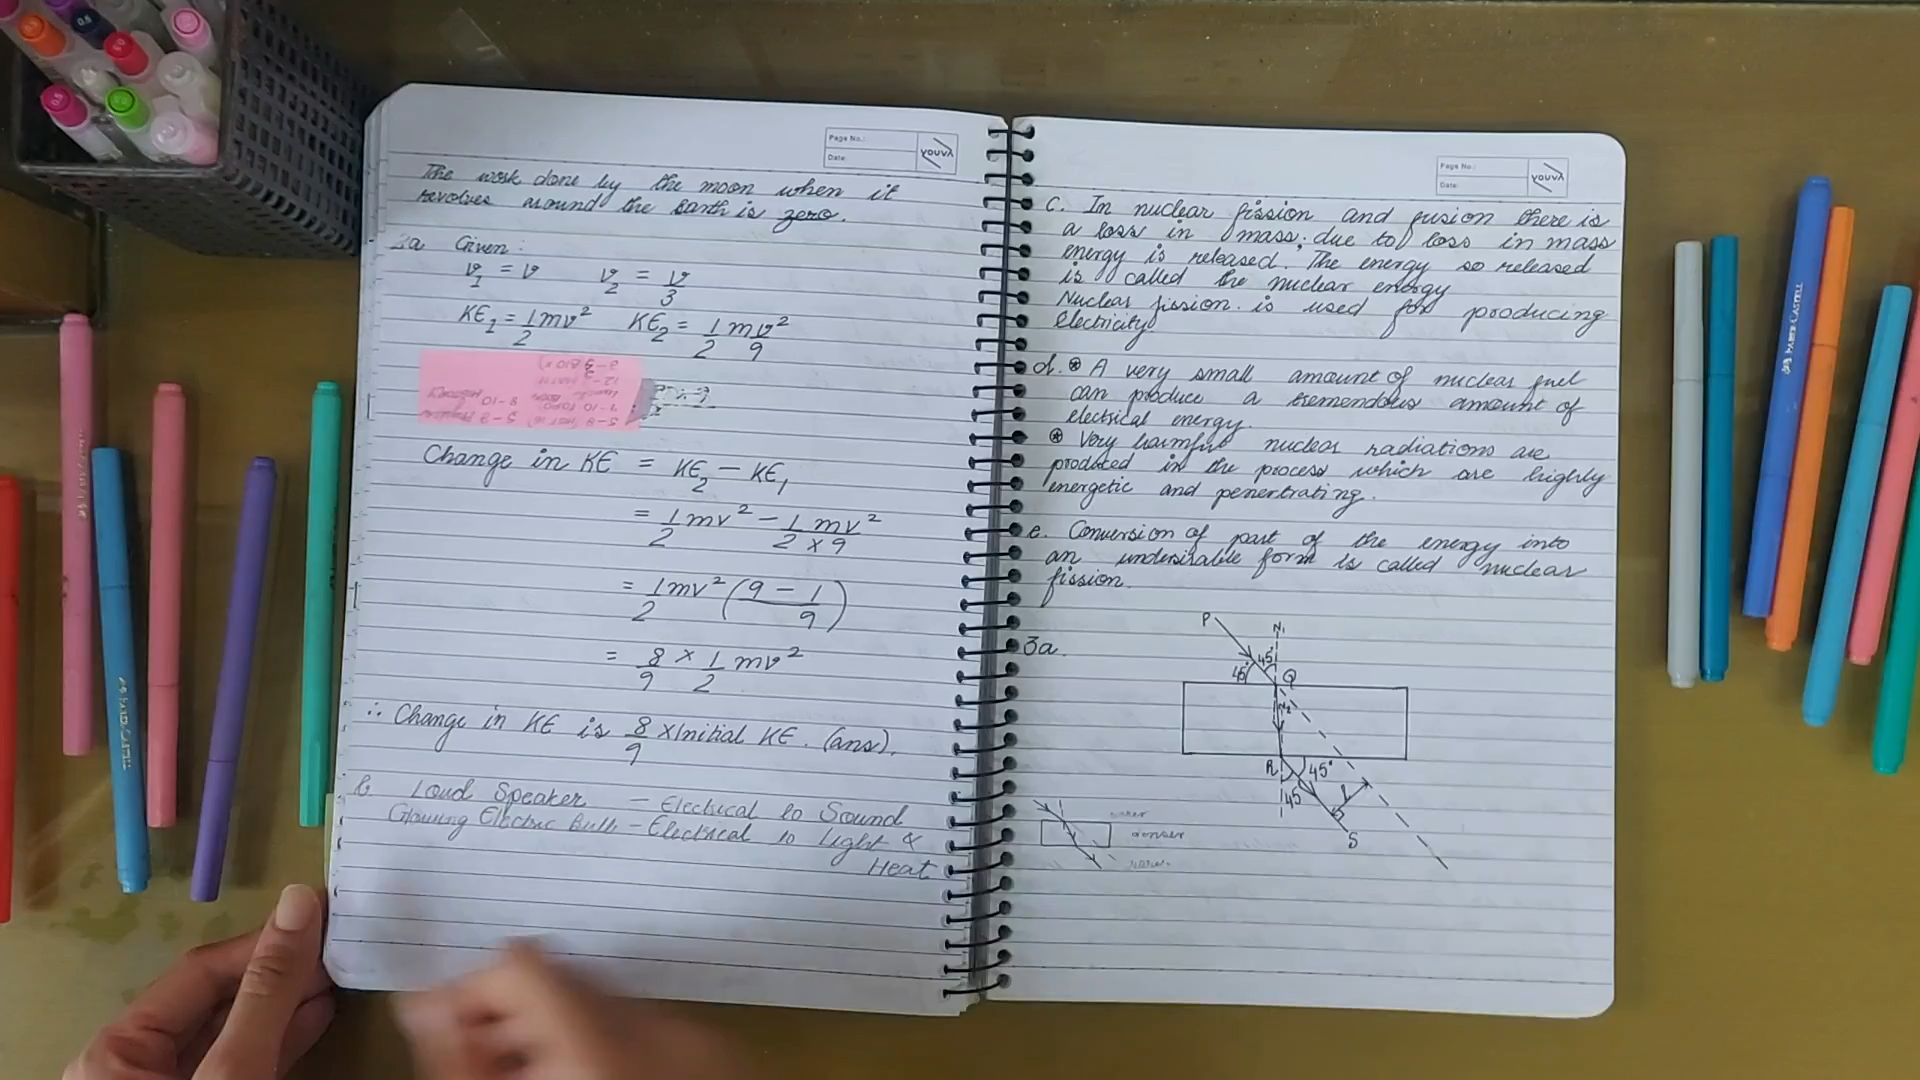 Page No.:
Date:
youva
The work done by the moon when it
revolves around the Earth is zero.
2a Given:
v₁ = v v₂ = v/3
KE₁ = 1/2 mv² KE₂ = 1/2 m v²/9
Change in KE = KE₂ − KE₁
= 1/2 mv² − 1/2 mv²/× 9
= 1/2 mv² (9 − 1/9)
= 8/9 × 1/2 mv²
∴ Change in KE is 8/9 × Initial KE. (ans).
b. Loud Speaker – Electrical to Sound
Glowing Electric Bulb – Electrical to Light &
Heat
Page No.:
Date:
youva
c. In nuclear fission and fusion there is
a loss in mass, due to loss in mass
energy is released. The energy so released
is called the nuclear energy
Nuclear fission is used for producing
electricity.
d. ⊛ A very small amount of nuclear fuel
can produce a tremendous amount of
electrical energy.
⊛ Very harmful nuclear radiations are
produced in the process which are highly
energetic and penertrating.
e. Conversion of part of the energy into
an undesirable form is called nuclear
fission.
3a.
P
N₁
45°
45°
Q
N₂
R
45°
45
S
denser
rarer
FABER-CASTELL